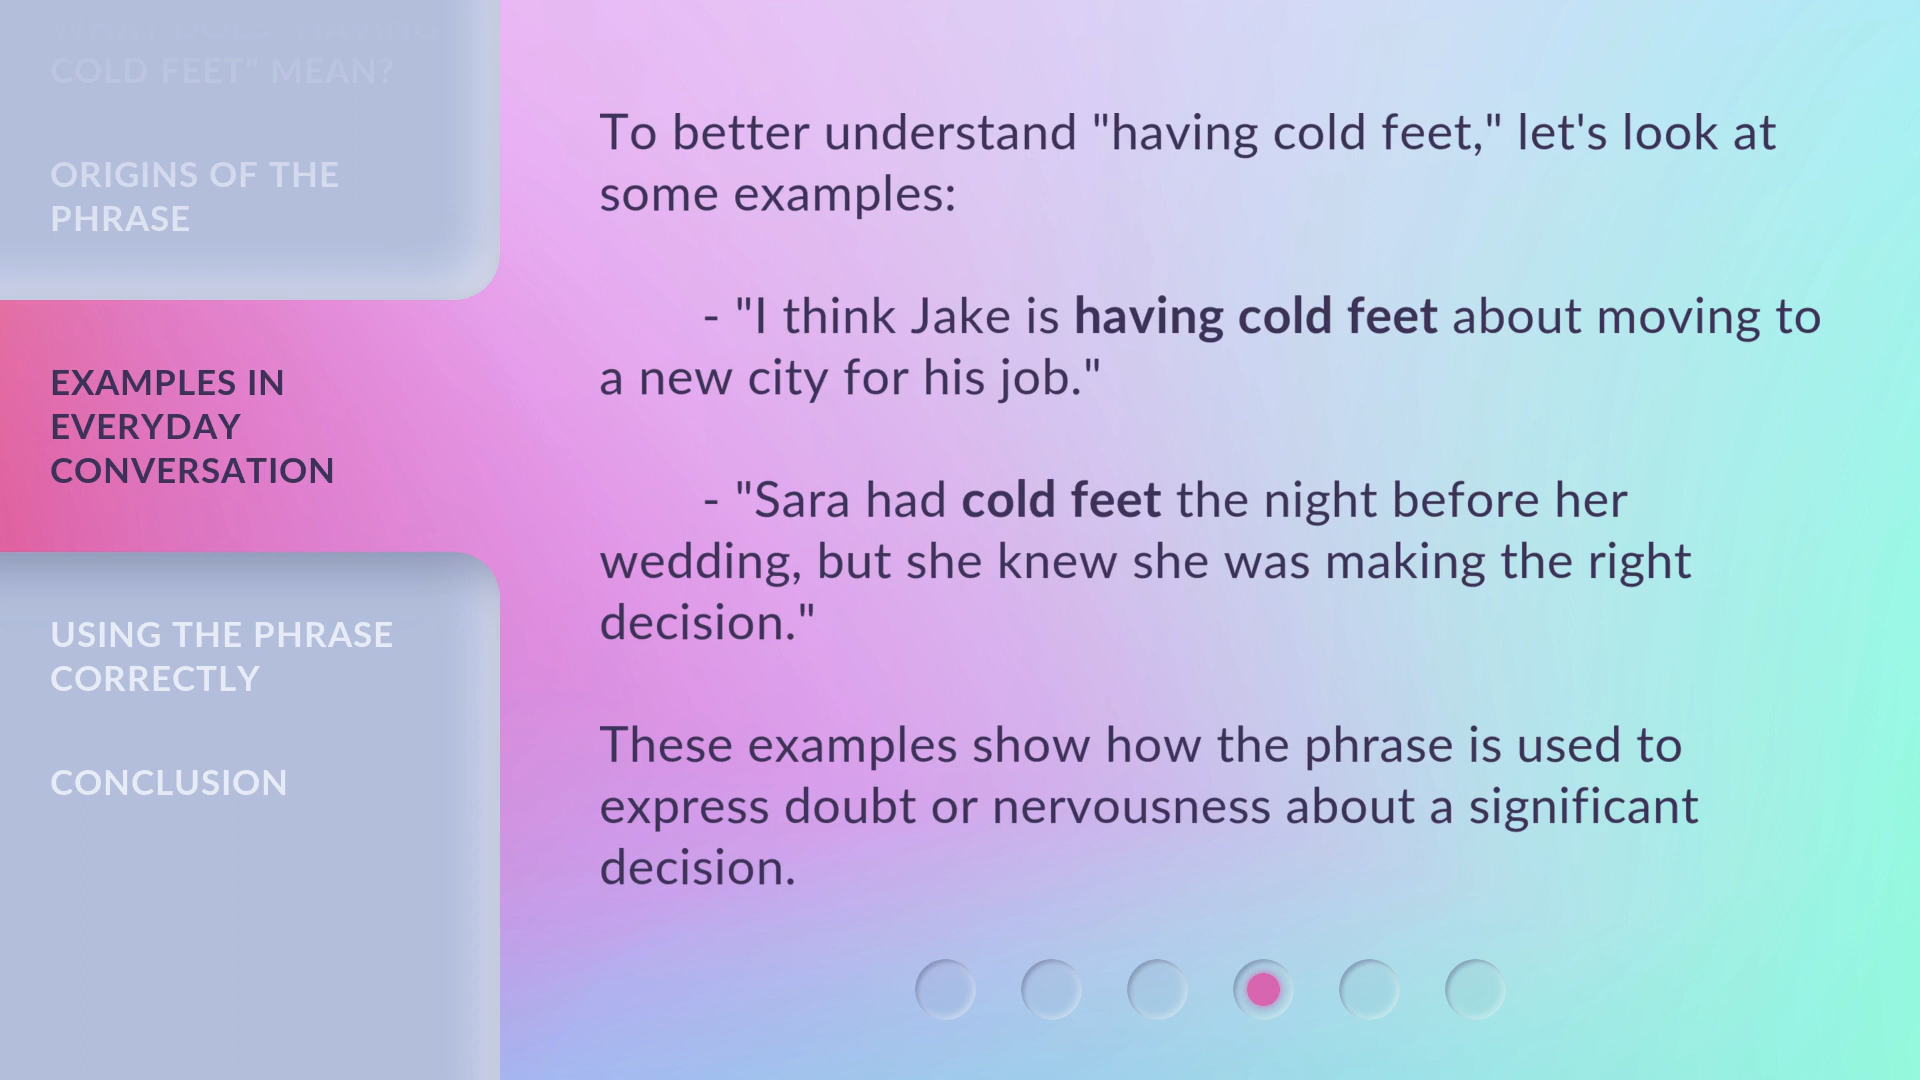 COLD FEET" MEAN?
ORIGINS OF THE
PHRASE
EXAMPLES IN
EVERYDAY
CONVERSATION
USING THE PHRASE
CORRECTLY
CONCLUSION
To better understand "having cold feet," let's look at
some examples:
- "I think Jake is having cold feet about moving to
a new city for his job."
- "Sara had cold feet the night before her
wedding, but she knew she was making the right
decision."
These examples show how the phrase is used to
express doubt or nervousness about a significant
decision.